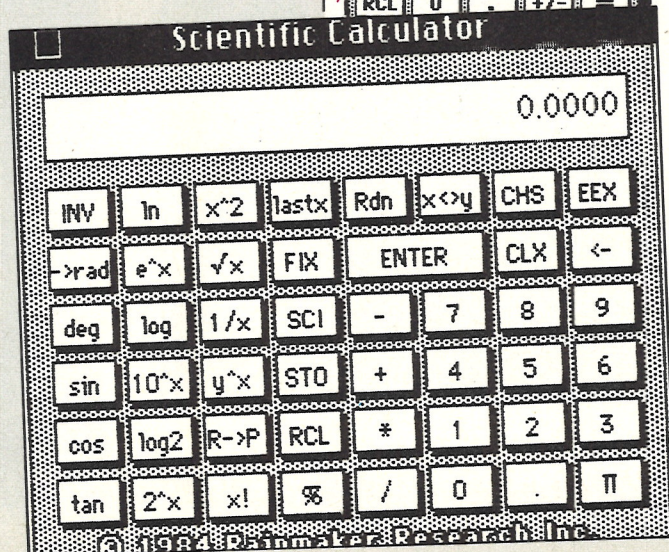 RCL 0 . +/- =
Scientific Calculator
0.0000
INV ln x^2 lastx Rdn x<>y CHS EEX
->rad e^x √x FIX ENTER CLX <-
deg log 1/x SCI - 7 8 9
sin 10^x y^x STO + 4 5 6
cos log2 R->P RCL * 1 2 3
tan 2^x x! % / 0 . π
© 1984 Rainmaker Research Inc.